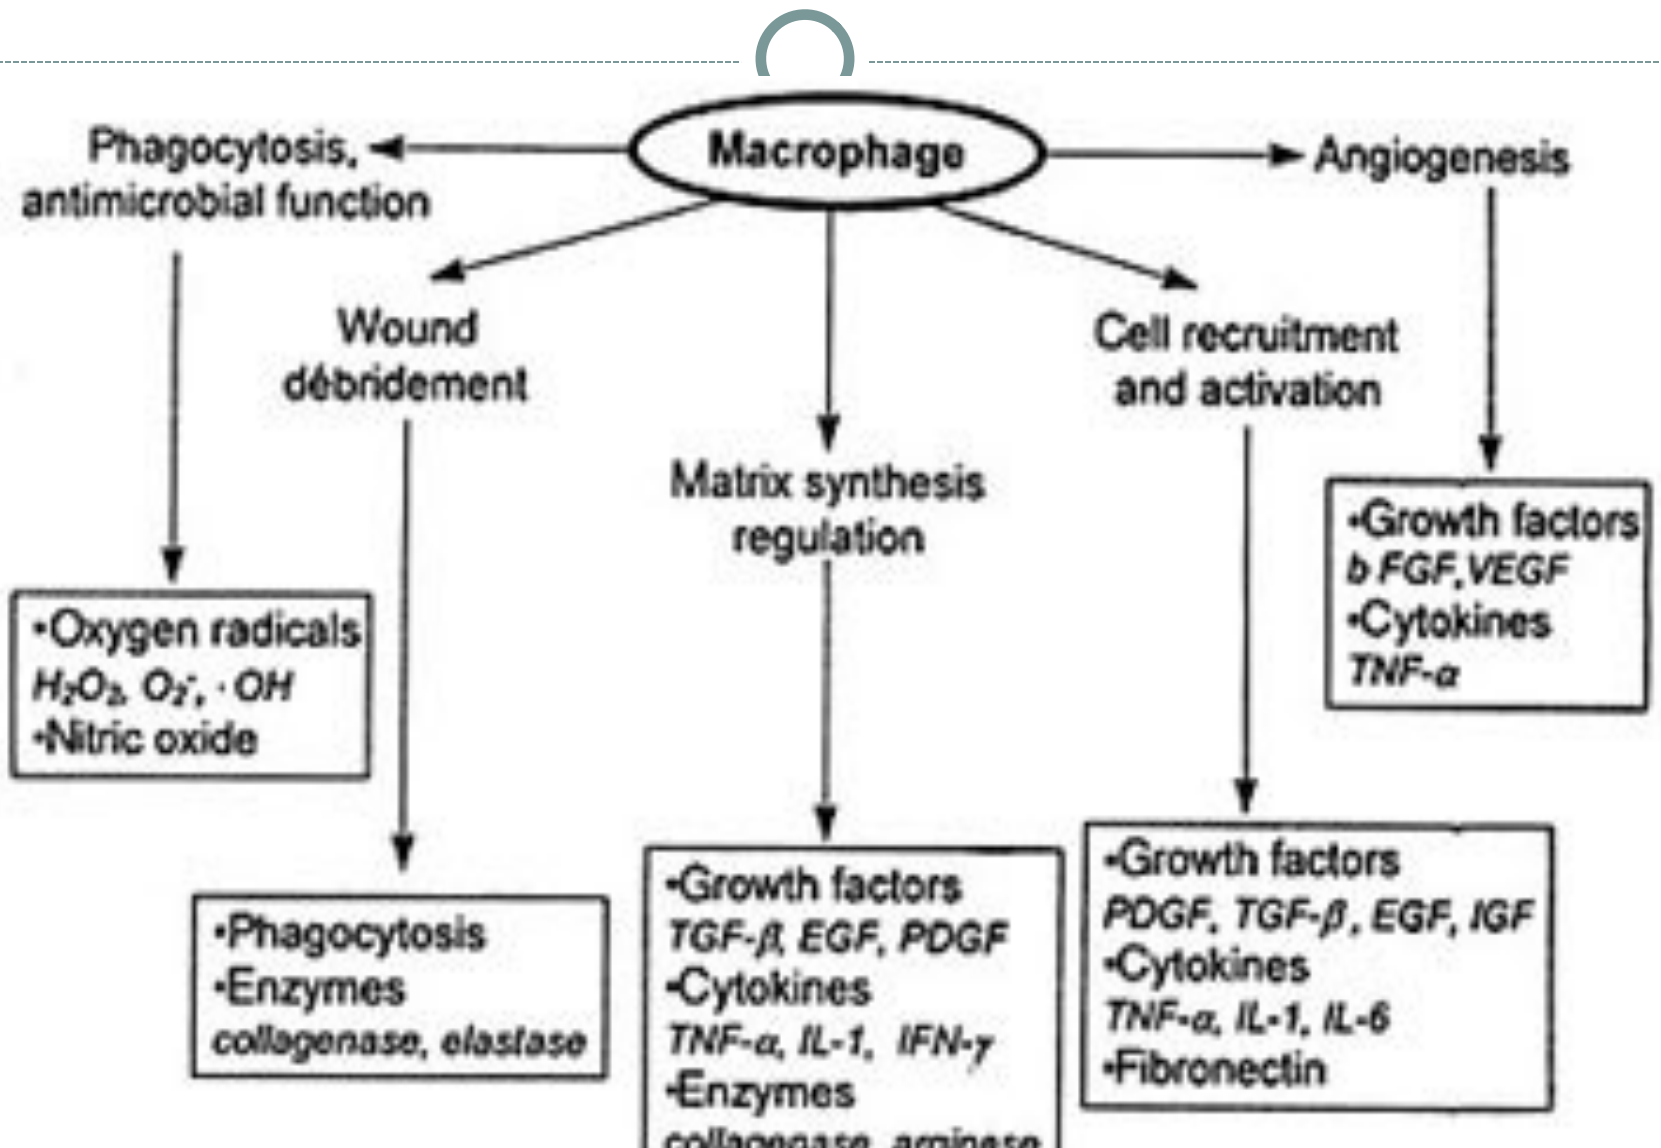 Macrophage
Phagocytosis,
antimicrobial function
Angiogenesis
Wound
débridement
Cell recruitment
and activation
Matrix synthesis
regulation
•Oxygen radicals
H₂O₂, O₂⁻, ·OH
•Nitric oxide
•Phagocytosis
•Enzymes
collagenase, elastase
•Growth factors
TGF-β, EGF, PDGF
•Cytokines
TNF-α, IL-1, IFN-γ
•Enzymes
collagenase, arginase
•Growth factors
PDGF, TGF-β, EGF, IGF
•Cytokines
TNF-α, IL-1, IL-6
•Fibronectin
•Growth factors
b FGF, VEGF
•Cytokines
TNF-α